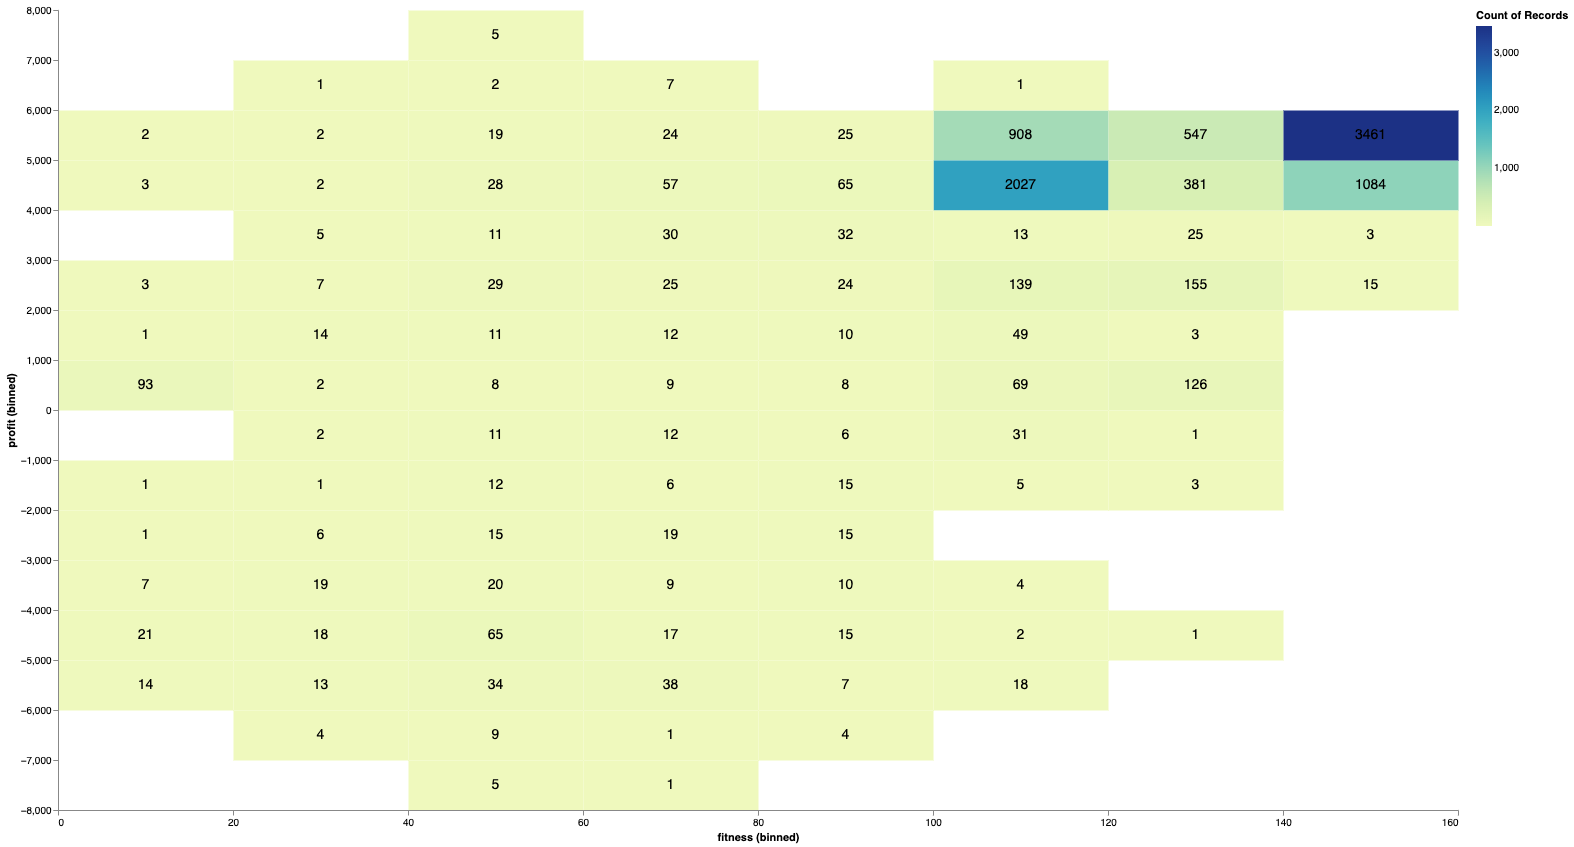 Count of Records
3,000
2,000
1,000
profit (binned)
8,000
5
7,000
1 2 7 1
6,000
2 2 19 24 25 908 547 3461
5,000
3 2 28 57 65 2027 381 1084
4,000
5 11 30 32 13 25 3
3,000
3 7 29 25 24 139 155 15
2,000
1 14 11 12 10 49 3
1,000
93 2 8 9 8 69 126
0
2 11 12 6 31 1
−1,000
1 1 12 6 15 5 3
−2,000
1 6 15 19 15
−3,000
7 19 20 9 10 4
−4,000
21 18 65 17 15 2 1
−5,000
14 13 34 38 7 18
−6,000
4 9 1 4
−7,000
5 1
−8,000
0 20 40 60 80 100 120 140 160
fitness (binned)